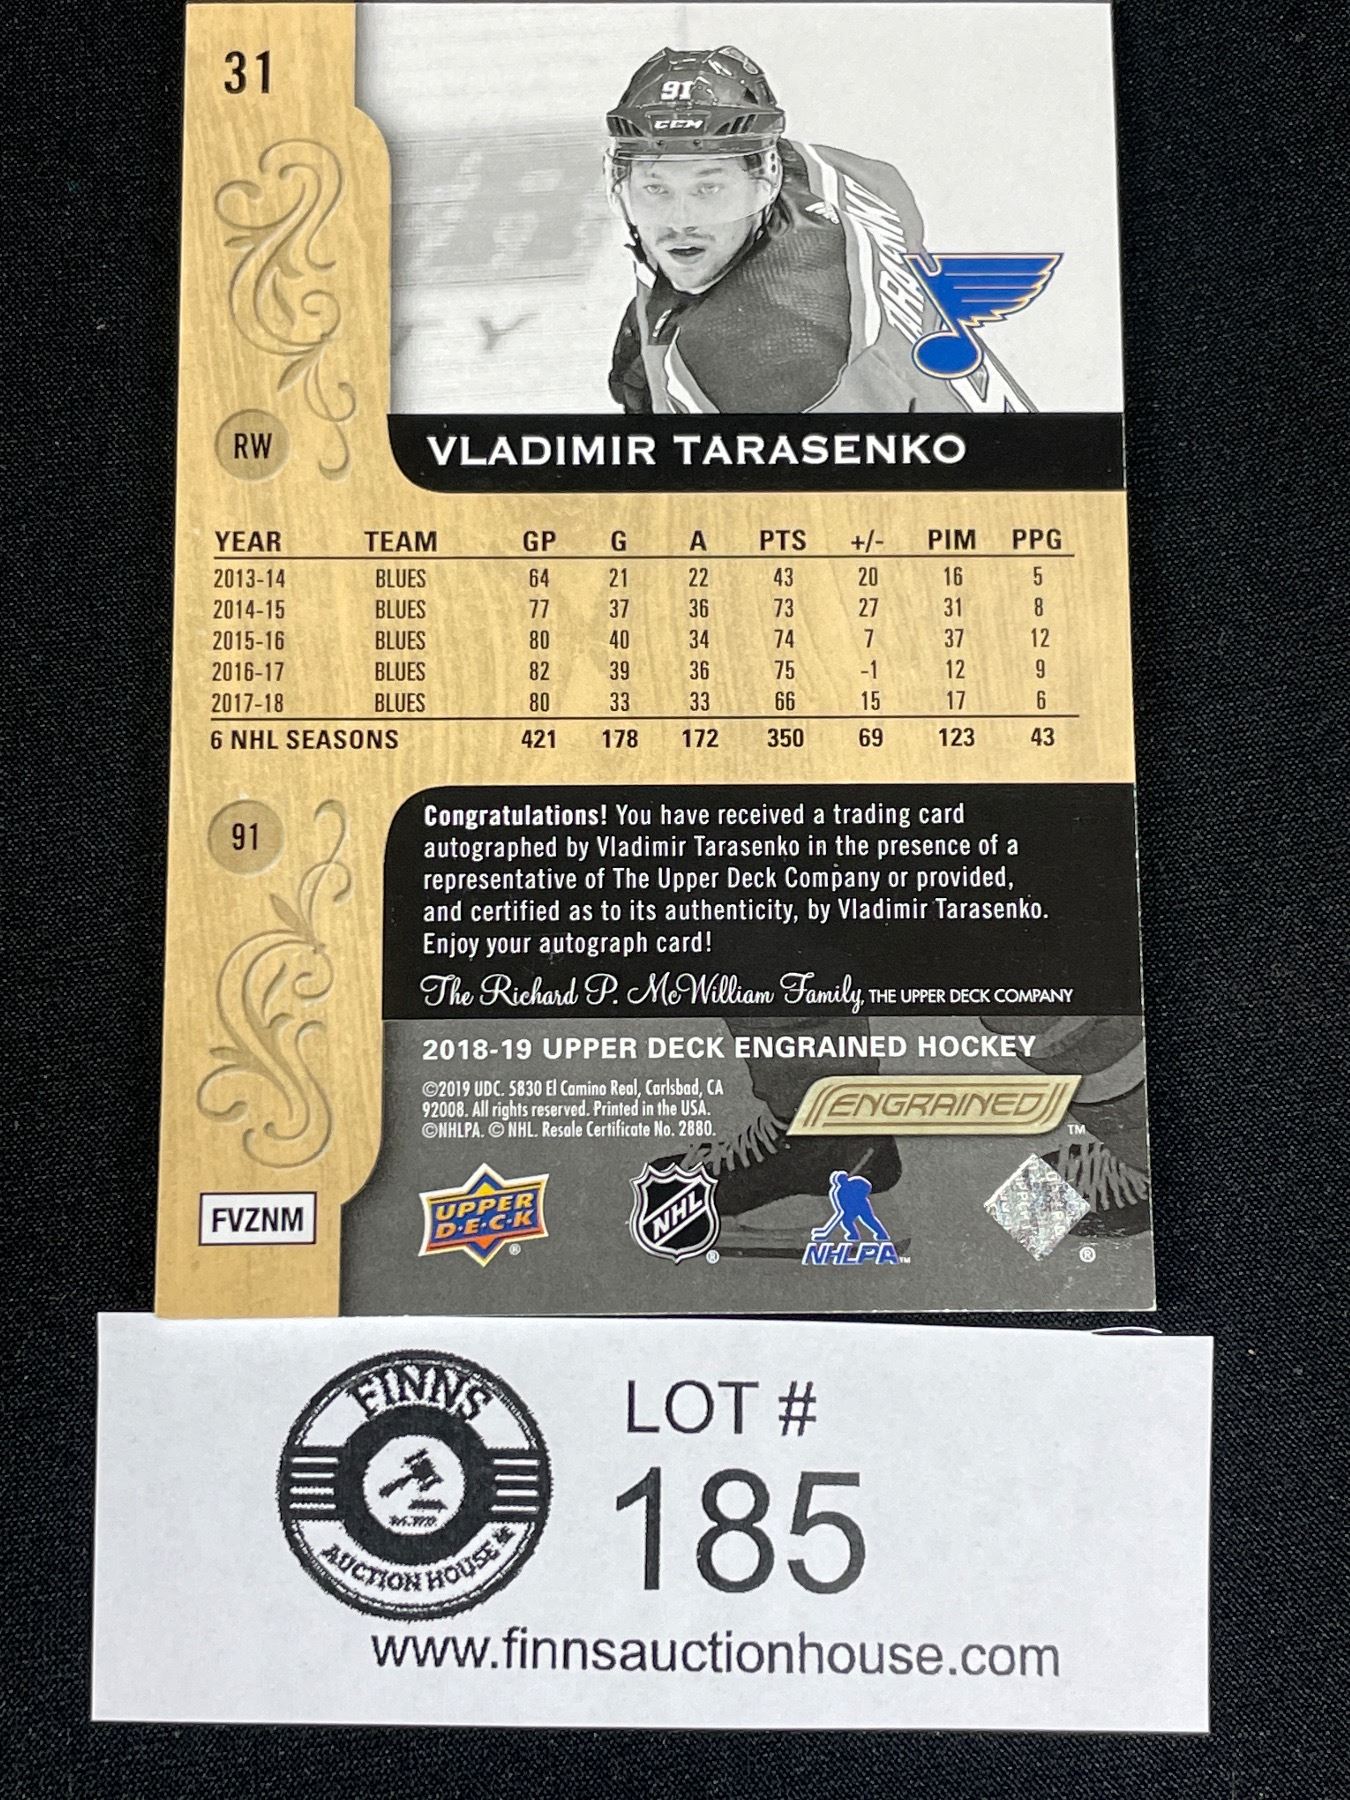 31
91
CCM
RW
VLADIMIR TARASENKO
YEAR TEAM GP G A PTS +/- PIM PPG
2013-14 BLUES 64 21 22 43 20 16 5
2014-15 BLUES 77 37 36 73 27 31 8
2015-16 BLUES 80 40 34 74 7 37 12
2016-17 BLUES 82 39 36 75 -1 12 9
2017-18 BLUES 80 33 33 66 15 17 6
6 NHL SEASONS 421 178 172 350 69 123 43
91
Congratulations! You have received a trading card
autographed by Vladimir Tarasenko in the presence of a
representative of The Upper Deck Company or provided,
and certified as to its authenticity, by Vladimir Tarasenko.
Enjoy your autograph card!
The Richard P. McWilliam Family, THE UPPER DECK COMPANY
2018-19 UPPER DECK ENGRAINED HOCKEY
©2019 UDC. 5830 El Camino Real, Carlsbad, CA
92008. All rights reserved. Printed in the USA.
©NHLPA. © NHL. Resale Certificate No. 2880.
ENGRAINED™
FVZNM
UPPER
D·E·C·K®
NHL®
NHLPA™
®
FINNS
AUCTION HOUSE
LOT #
185
www.finnsauctionhouse.com